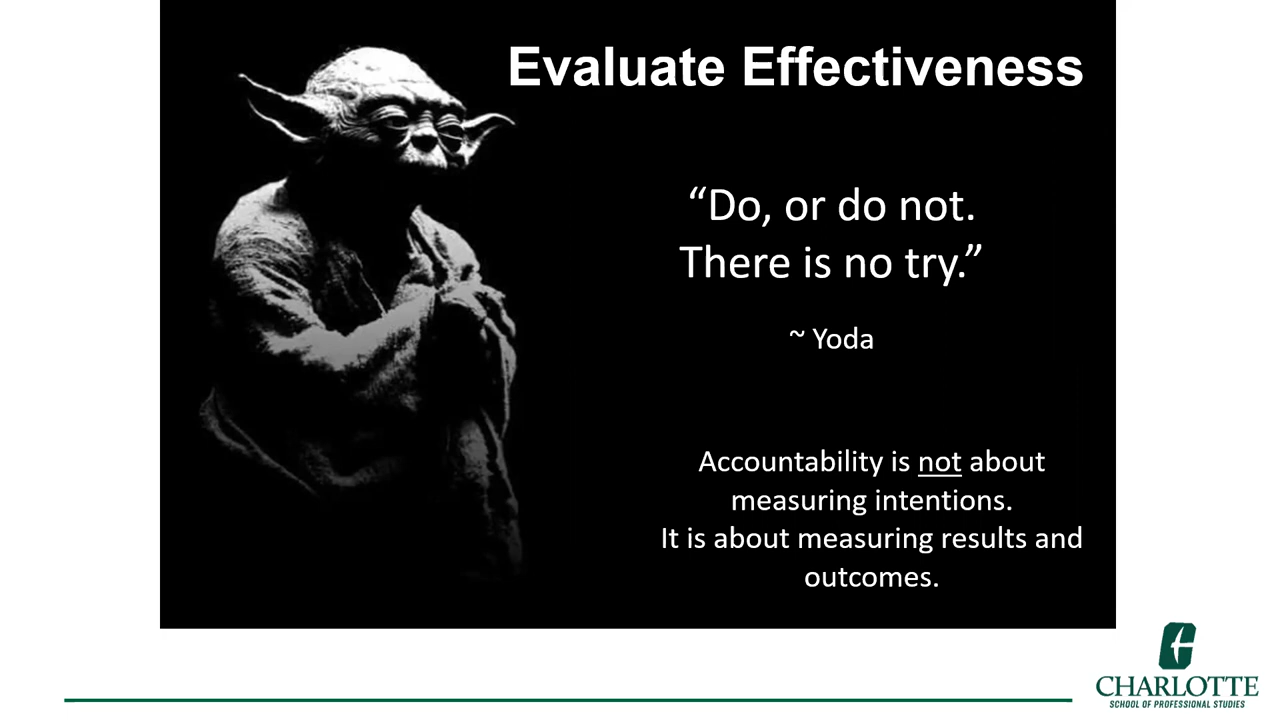 Evaluate Effectiveness
“Do, or do not.
There is no try.”
~ Yoda
Accountability is not about
measuring intentions.
It is about measuring results and
outcomes.
CHARLOTTE
SCHOOL OF PROFESSIONAL STUDIES